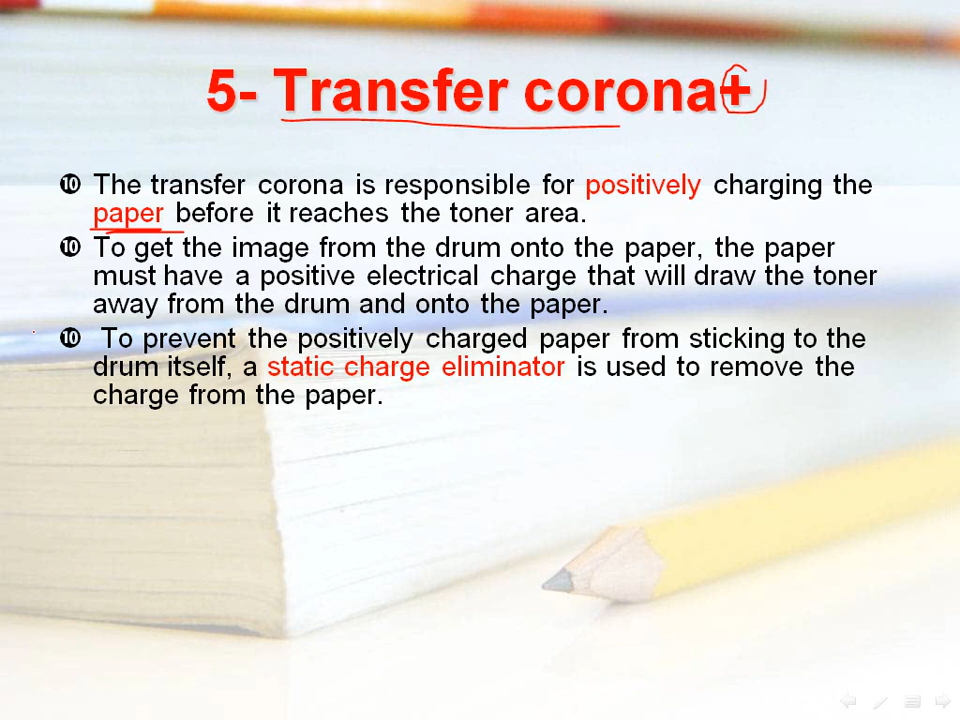 5- Transfer corona+
❿ The transfer corona is responsible for positively charging the
paper before it reaches the toner area.
❿ To get the image from the drum onto the paper, the paper
must have a positive electrical charge that will draw the toner
away from the drum and onto the paper.
❿ To prevent the positively charged paper from sticking to the
drum itself, a static charge eliminator is used to remove the
charge from the paper.